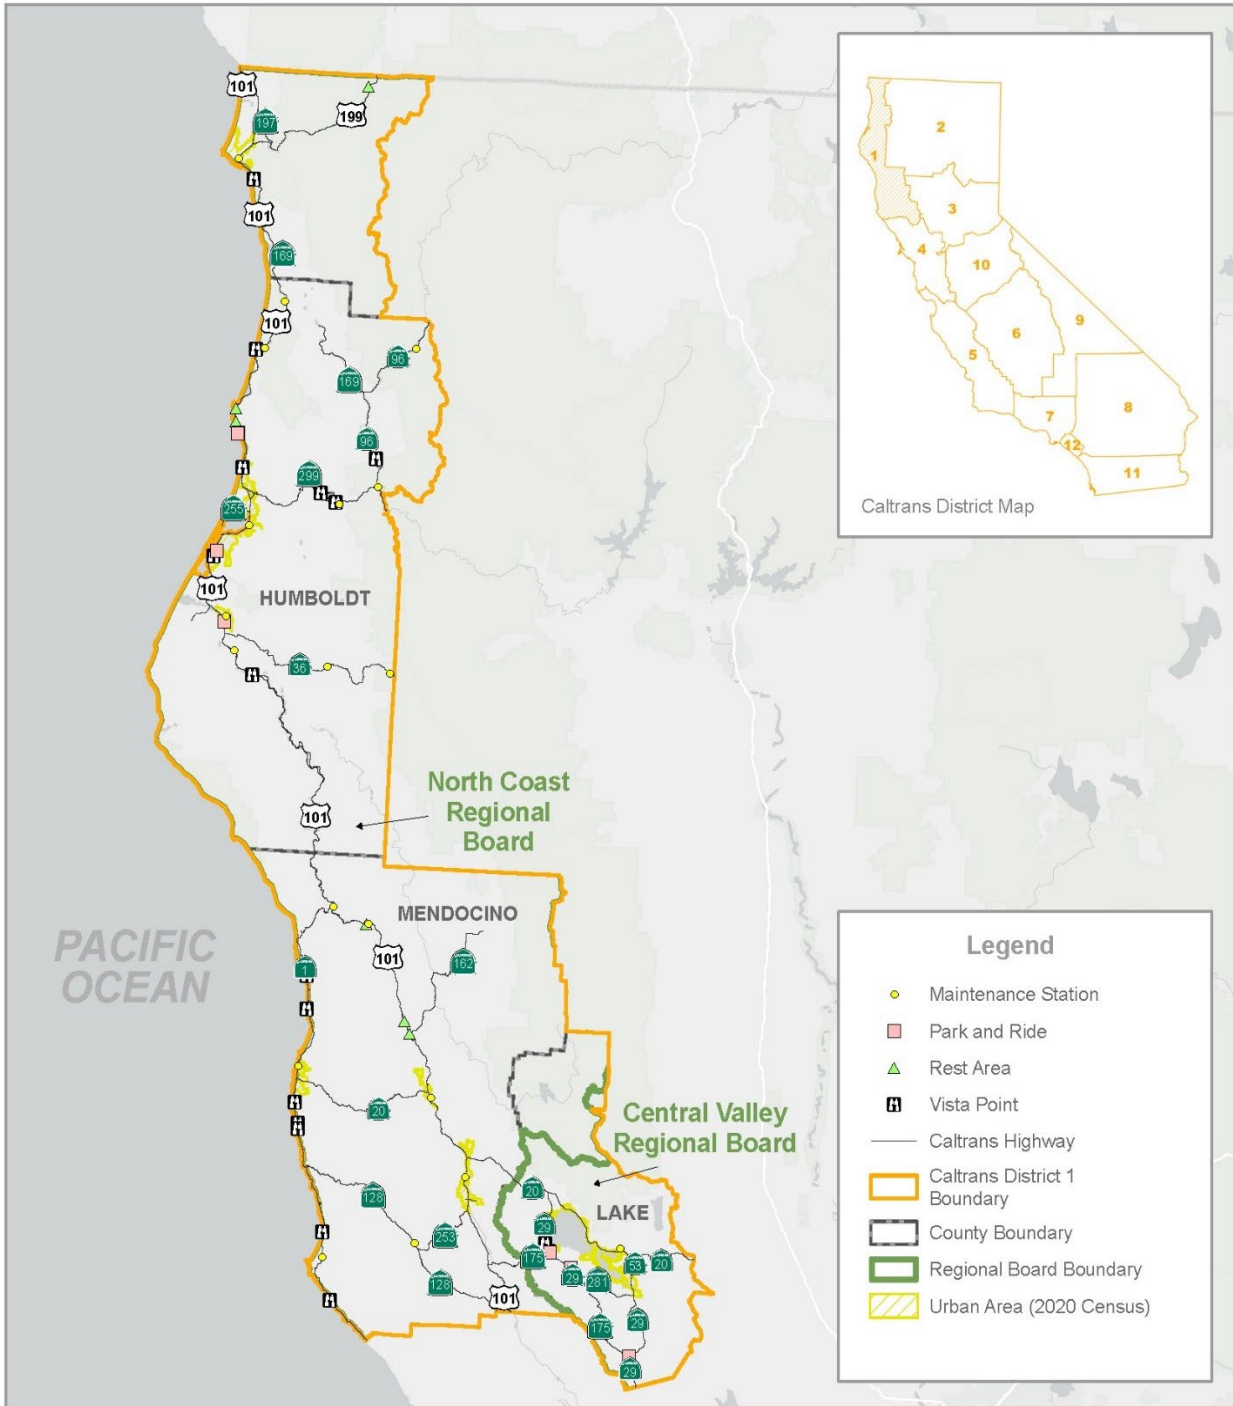 101
199
197
101
169
101
96
169
96
299
255
101
HUMBOLDT
36
North Coast
Regional
Board
101
MENDOCINO
101
162
1
PACIFIC
OCEAN
20
Central Valley
Regional Board
20
128
LAKE
29
253
175
53
20
29
281
128
101
29
175
29
1
2
3
4
10
9
6
5
8
7
12
11
Caltrans District Map
Legend
Maintenance Station
Park and Ride
Rest Area
Vista Point
Caltrans Highway
Caltrans District 1
Boundary
County Boundary
Regional Board Boundary
Urban Area (2020 Census)